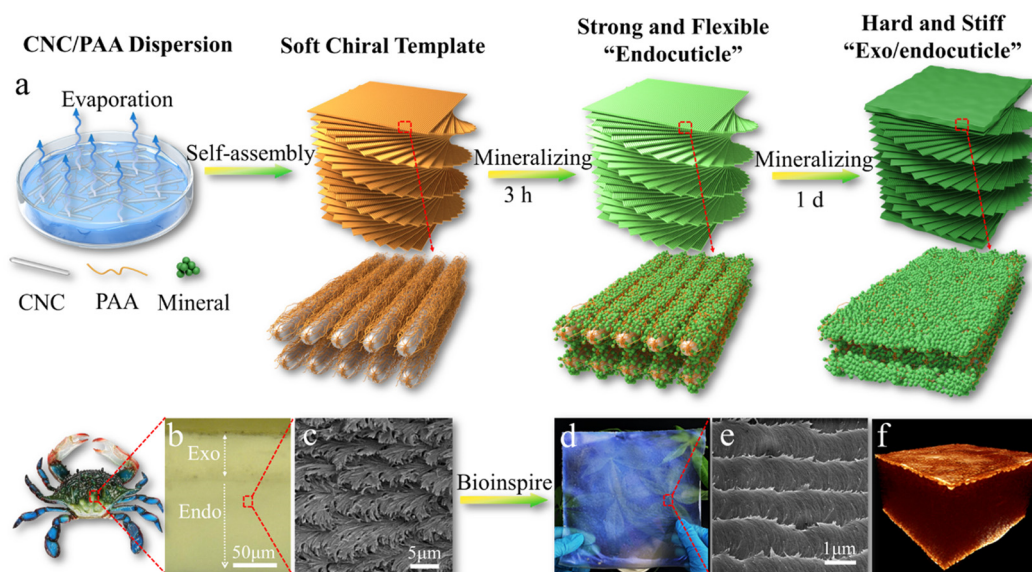 CNC/PAA Dispersion
Soft Chiral Template
Strong and Flexible
“Endocuticle”
Hard and Stiff
“Exo/endocuticle”
a
Evaporation
Self-assembly
Mineralizing
3 h
Mineralizing
1 d
CNC
PAA
Mineral
b
Exo
Endo
50μm
c
5μm
Bioinspire
d
e
1μm
f